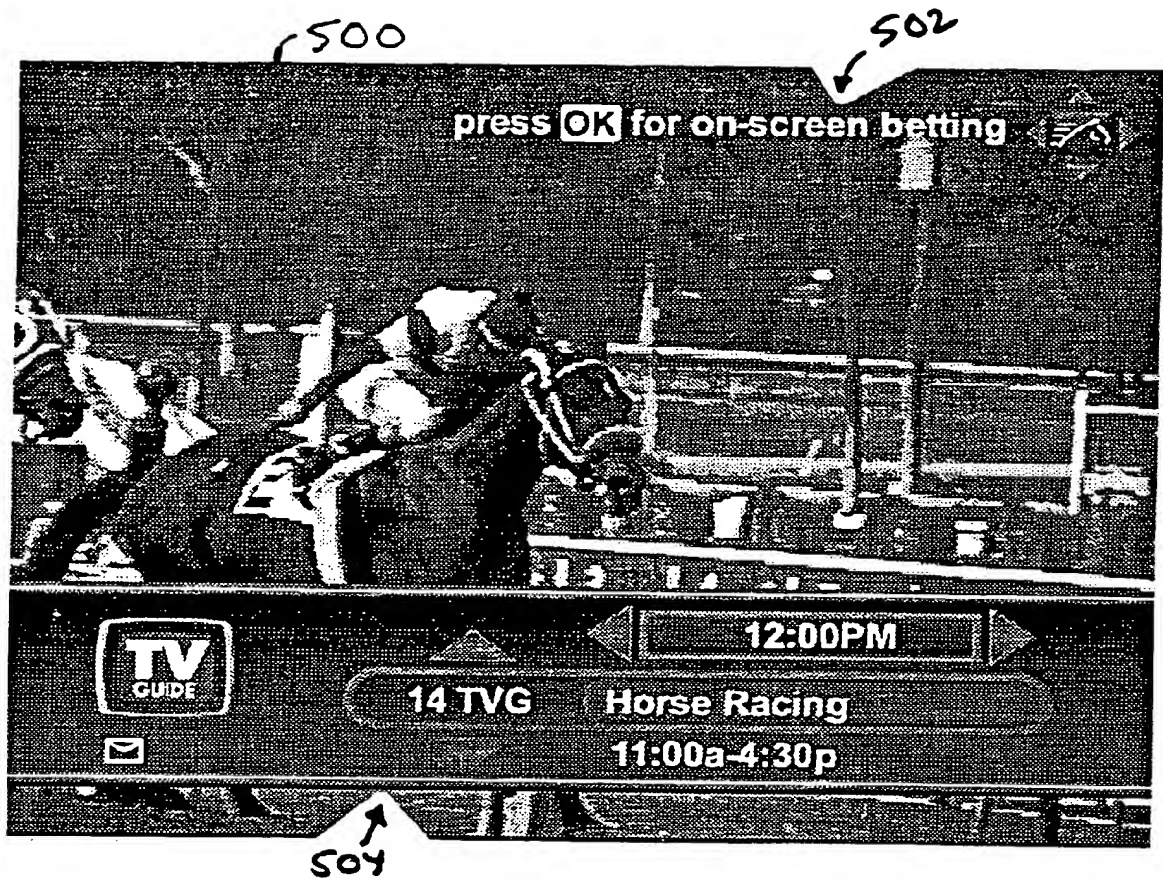 500
502
press OK for on-screen betting
TV
GUIDE
12:00PM
14 TVG Horse Racing
11:00a-4:30p
504